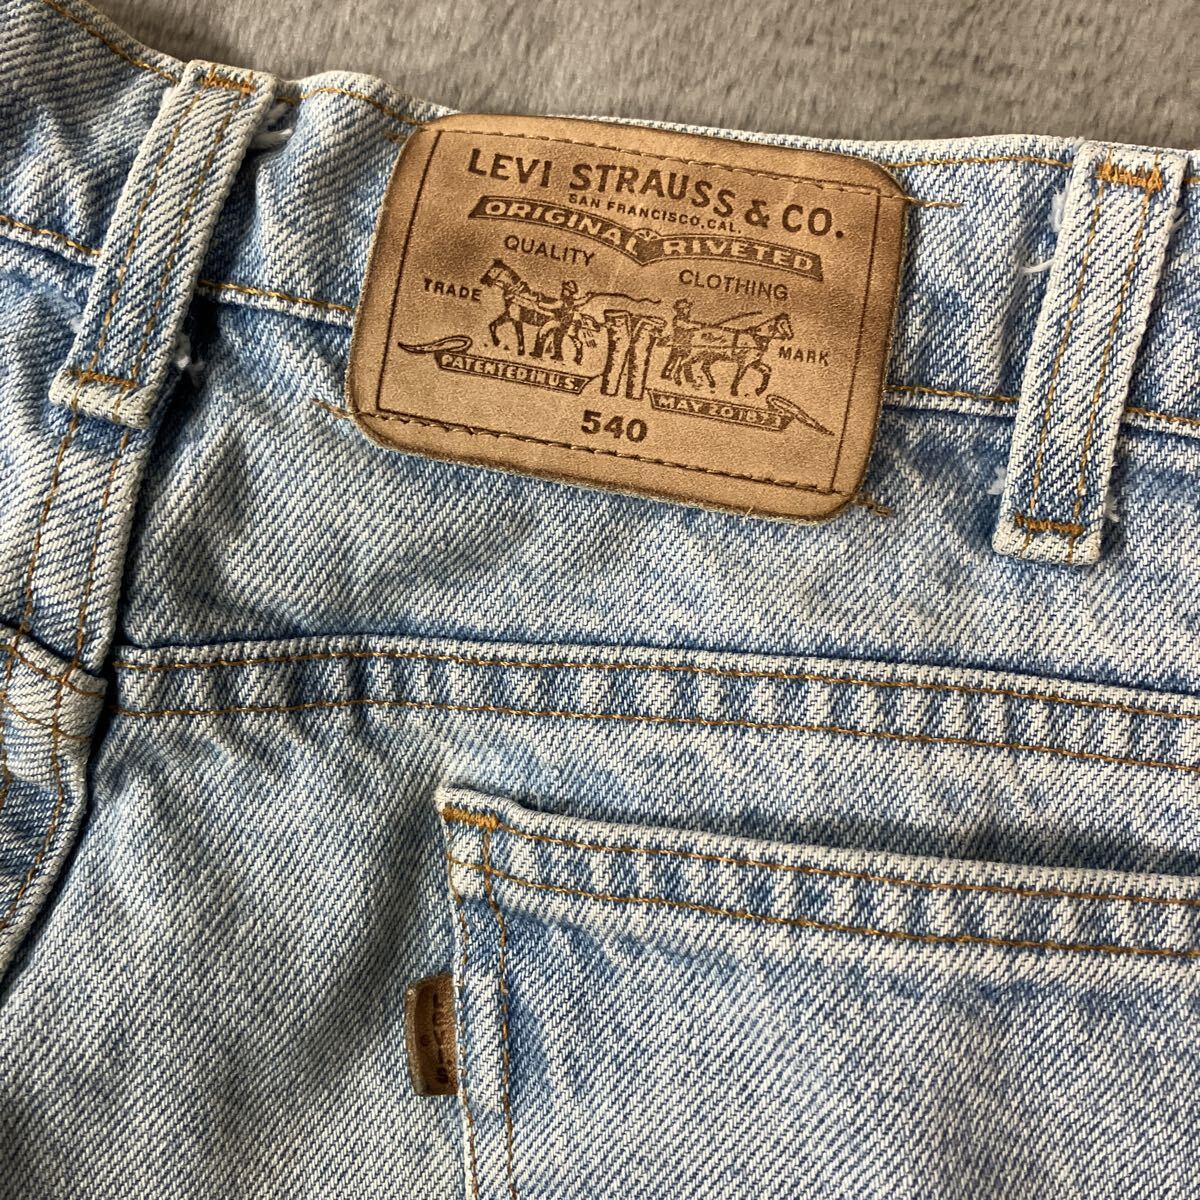 LEVI STRAUSS & CO.
SAN FRANCISCO, CAL.
ORIGINAL RIVETED
QUALITY CLOTHING
TRADE MARK
PATENTED IN U.S. MAY 20 1873
540
LEVI'S